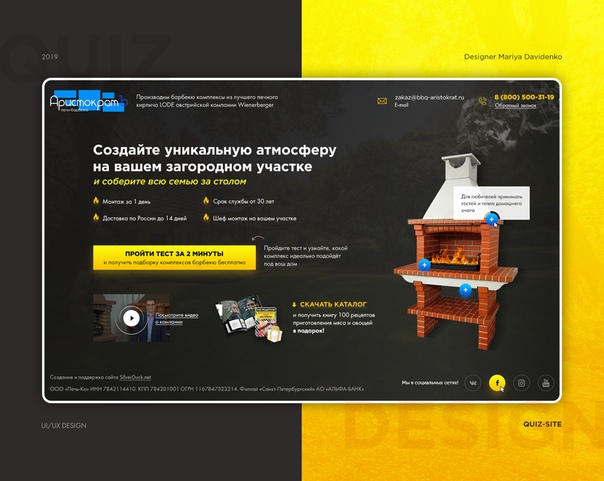 QUIZ
2019
Designer Mariya Davidenko
Аристократ
печи-барбекю
Производим барбекю комплексы из лучшего печного
кирпича LODE австрийской компании Wienerberger
zakaz@bbq-aristokrat.ru
E-mail
8 (800) 500-31-19
Обратный звонок
Создайте уникальную атмосферу
на вашем загородном участке
и соберите всю семью за столом
Монтаж за 1 день
Срок службы от 30 лет
Доставка по России до 14 дней
Шеф монтаж на вашем участке
Для любителей принимать
гостей и тепла домашнего
очага
ПРОЙТИ ТЕСТ ЗА 2 МИНУТЫ
и получить подборку комплексов барбекю бесплатно
Пройдите тест и узнайте, какой
комплекс идеально подойдёт
под ваш дом
Посмотрите видео
о компании
СКАЧАТЬ КАТАЛОГ
и получить книгу 100 рецептов
приготовления мяса и овощей
в подарок!
Создание и поддержка сайта SilverDuck.net
ООО «Печь-Ко» ИНН 7842114410. КПП 784201001 ОГРН 1167847323214. Филиал «Санкт-Петербургский» АО «АЛЬФА-БАНК»
Мы в социальных сетях!
UI/UX DESIGN
QUIZ-SITE
DESIGN